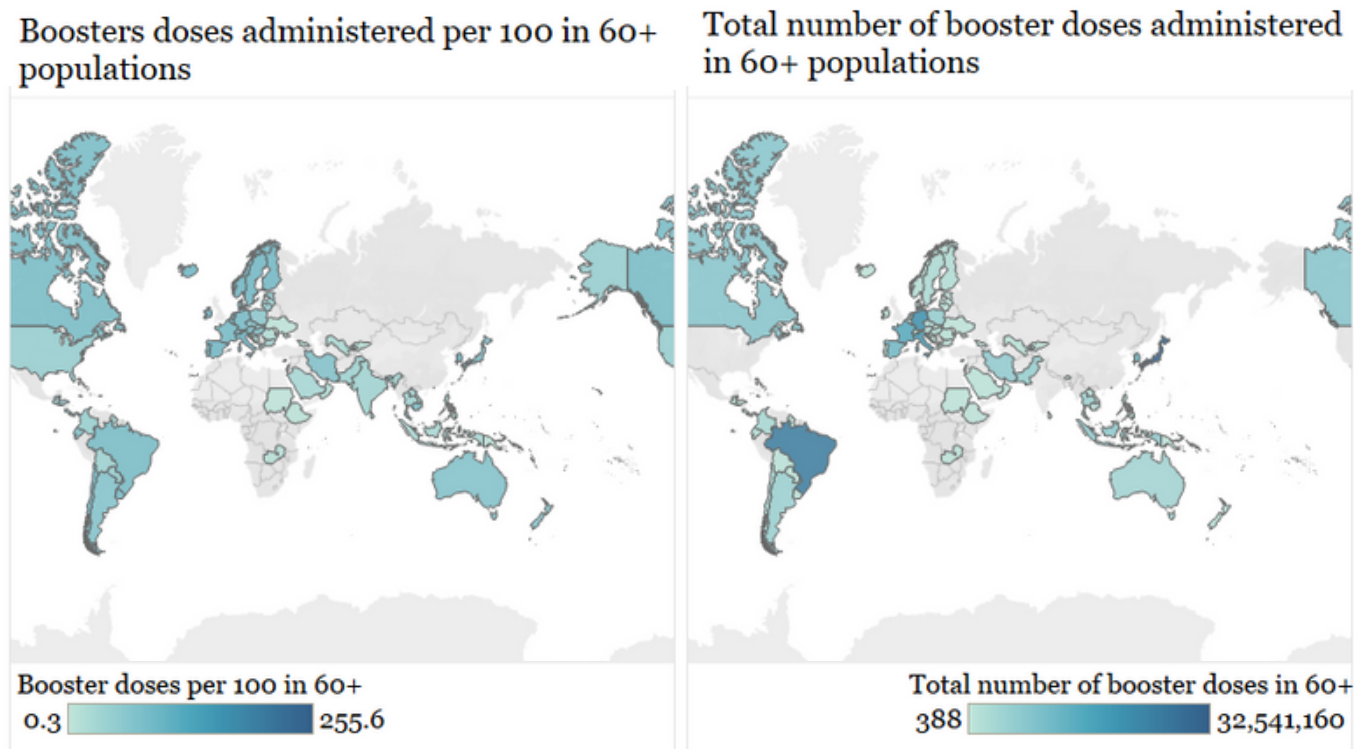 Boosters doses administered per 100 in 60+
populations
Total number of booster doses administered
in 60+ populations
Booster doses per 100 in 60+
0.3 255.6
Total number of booster doses in 60+
388 32,541,160